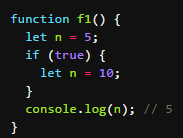 function f1() {
  let n = 5;
  if (true) {
    let n = 10;
  }
  console.log(n); // 5
}